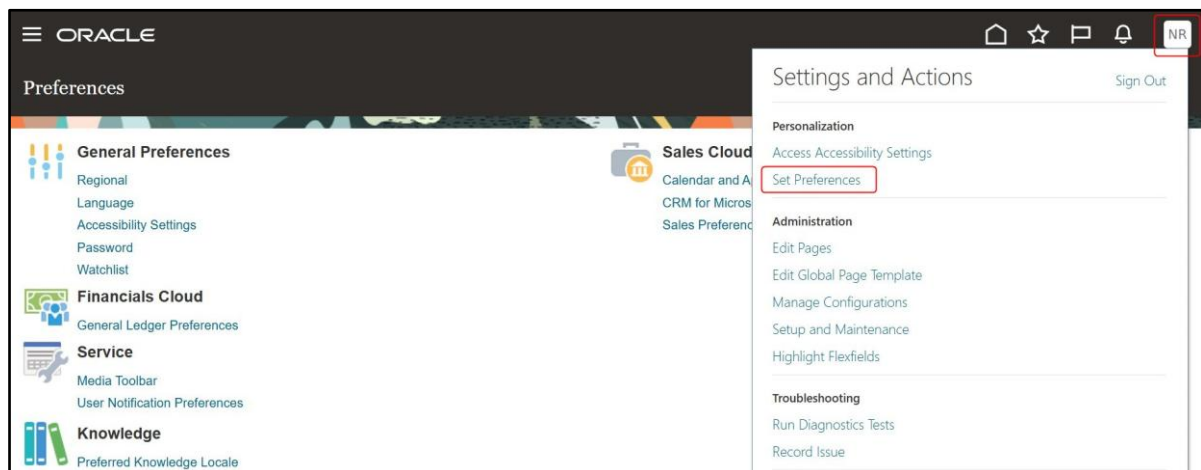 ORACLE
NR
Preferences
General Preferences
Regional
Language
Accessibility Settings
Password
Watchlist
Financials Cloud
General Ledger Preferences
Service
Media Toolbar
User Notification Preferences
Knowledge
Preferred Knowledge Locale
Sales Cloud
Calendar and A
CRM for Micros
Sales Preferenc
Settings and Actions
Sign Out
Personalization
Access Accessibility Settings
Set Preferences
Administration
Edit Pages
Edit Global Page Template
Manage Configurations
Setup and Maintenance
Highlight Flexfields
Troubleshooting
Run Diagnostics Tests
Record Issue